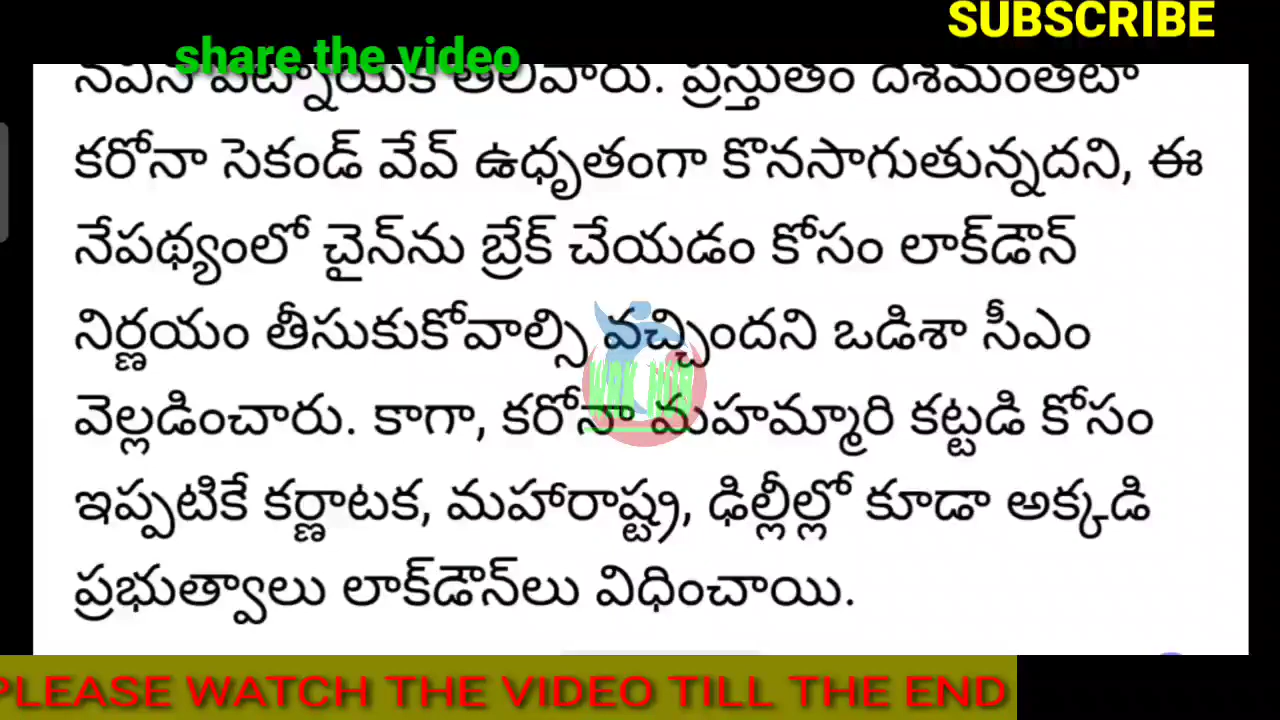 SUBSCRIBE
share the video
ప్రస్తుతం దేశమంతటా
కరోనా సెకండ్ వేవ్ ఉధృతంగా కొనసాగుతున్నదని, ఈ
నేపథ్యంలో చైన్‌ను బ్రేక్ చేయడం కోసం లాక్‌డౌన్
నిర్ణయం తీసుకుకోవాల్సి వచ్చిందని ఒడిశా సీఎం
వెల్లడించారు. కాగా, కరోనా మహమ్మారి కట్టడి కోసం
ఇప్పటికే కర్ణాటక, మహారాష్ట్ర, ఢిల్లీల్లో కూడా అక్కడి
ప్రభుత్వాలు లాక్‌డౌన్‌లు విధించాయి.
PLEASE WATCH THE VIDEO TILL THE END